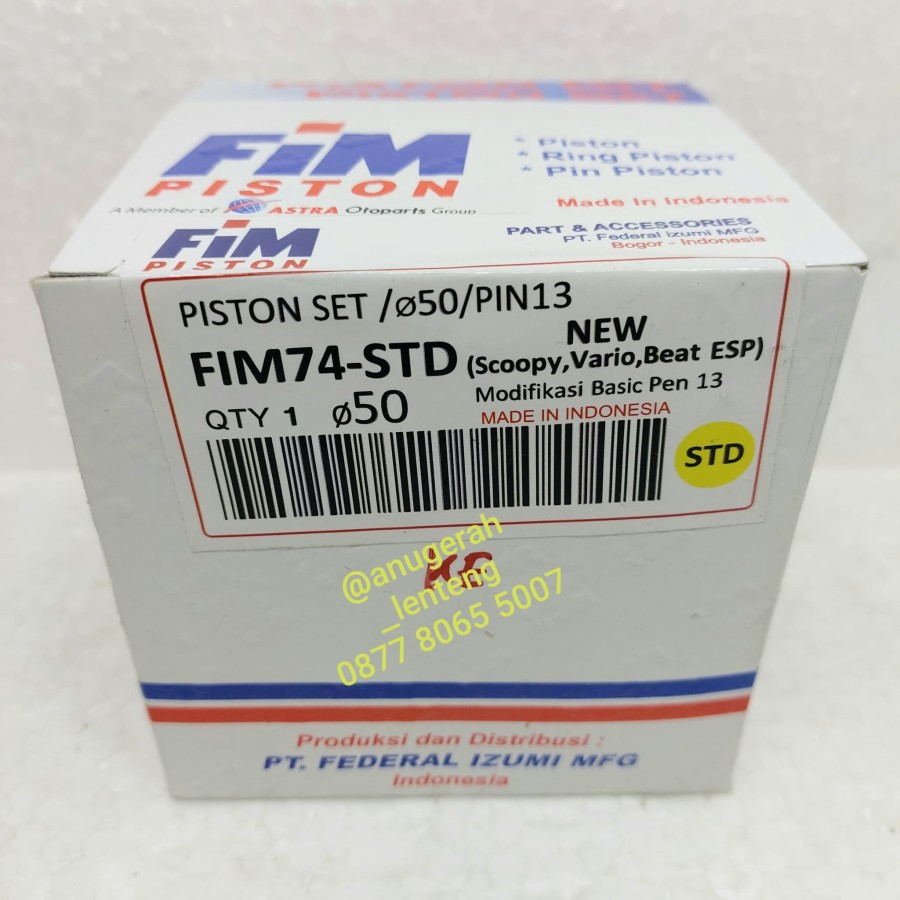 FiM
PISTON
A Member of ASTRA Otoparts Group
* Piston
* Ring Piston
* Pin Piston
Made In Indonesia
PART & ACCESSORIES
PT. Federal Izumi MFG
Bogor - Indonesia
FiM
PISTON
PISTON SET /ø50/PIN13
FIM74-STD
NEW
(Scoopy,Vario,Beat ESP)
Modifikasi Basic Pen 13
QTY 1 ø50
MADE IN INDONESIA
STD
@anugerah
_lenteng
0877 8065 5007
Produksi dan Distribusi :
PT. FEDERAL IZUMI MFG
Indonesia